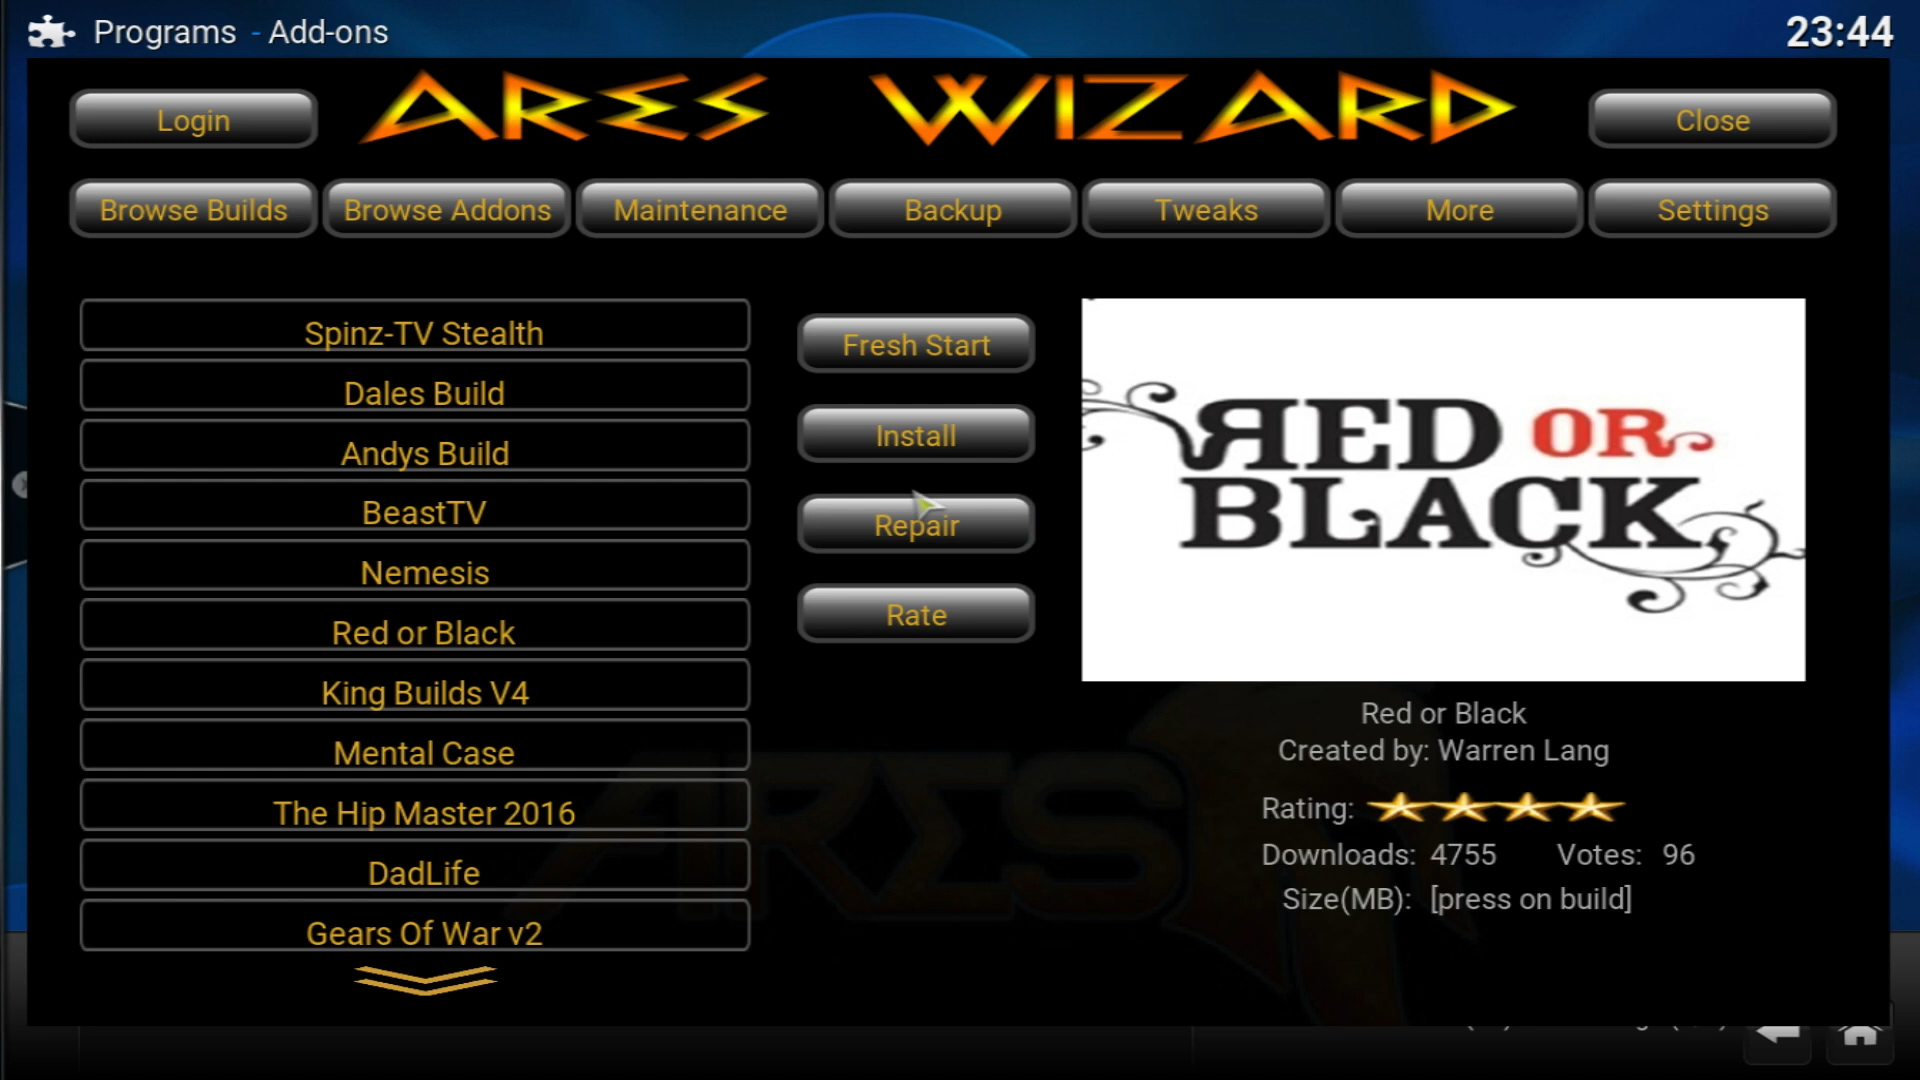 Programs - Add-ons
23:44
Login
ARES WIZARD
Close
Browse Builds
Browse Addons
Maintenance
Backup
Tweaks
More
Settings
Spinz-TV Stealth
Dales Build
Andys Build
BeastTV
Nemesis
Red or Black
King Builds V4
Mental Case
The Hip Master 2016
DadLife
Gears Of War v2
Fresh Start
Install
Repair
Rate
RED OR
BLACK
Red or Black
Created by: Warren Lang
Rating:
Downloads: 4755 Votes: 96
Size(MB): [press on build]
ARES